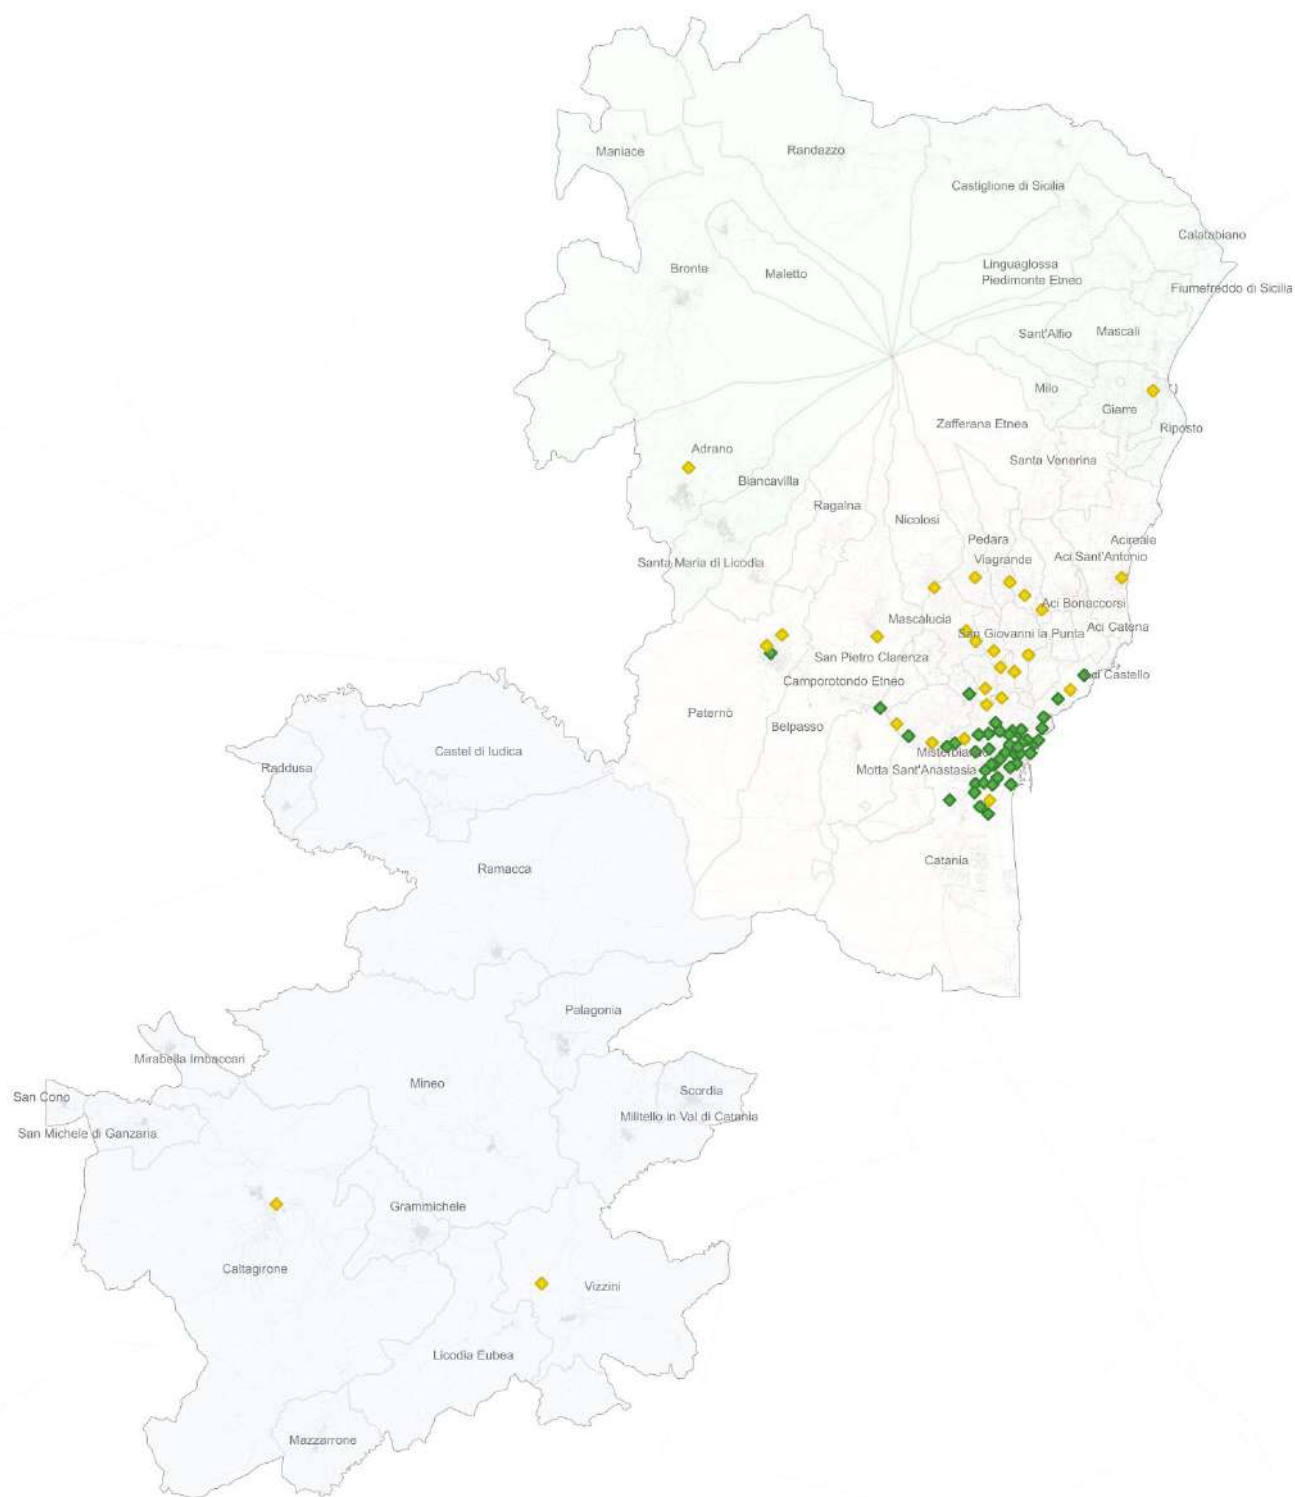 Maniace
Randazzo
Castiglione di Sicilia
Calatabiano
Bronte
Maletto
Linguaglossa
Piedimonte Etneo
Fiumefreddo di Sicilia
Sant'Alfio
Mascali
Milo
Giarre
Riposto
Zafferana Etnea
Santa Venerina
Adrano
Biancavilla
Ragalna
Nicolosi
Pedara
Viagrande
Acireale
Aci Sant'Antonio
Santa Maria di Licodia
Aci Bonaccorsi
Mascalucia
San Giovanni la Punta
Aci Catena
San Pietro Clarenza
Camporotondo Etneo
Aci Castello
Paternò
Belpasso
Misterbianco
Motta Sant'Anastasia
Castel di Iudica
Raddusa
Catania
Ramacca
Palagonia
Mirabella Imbaccari
Mineo
Scordia
San Cono
Militello in Val di Catania
San Michele di Ganzaria
Grammichele
Caltagirone
Vizzini
Licodia Eubea
Mazzarrone